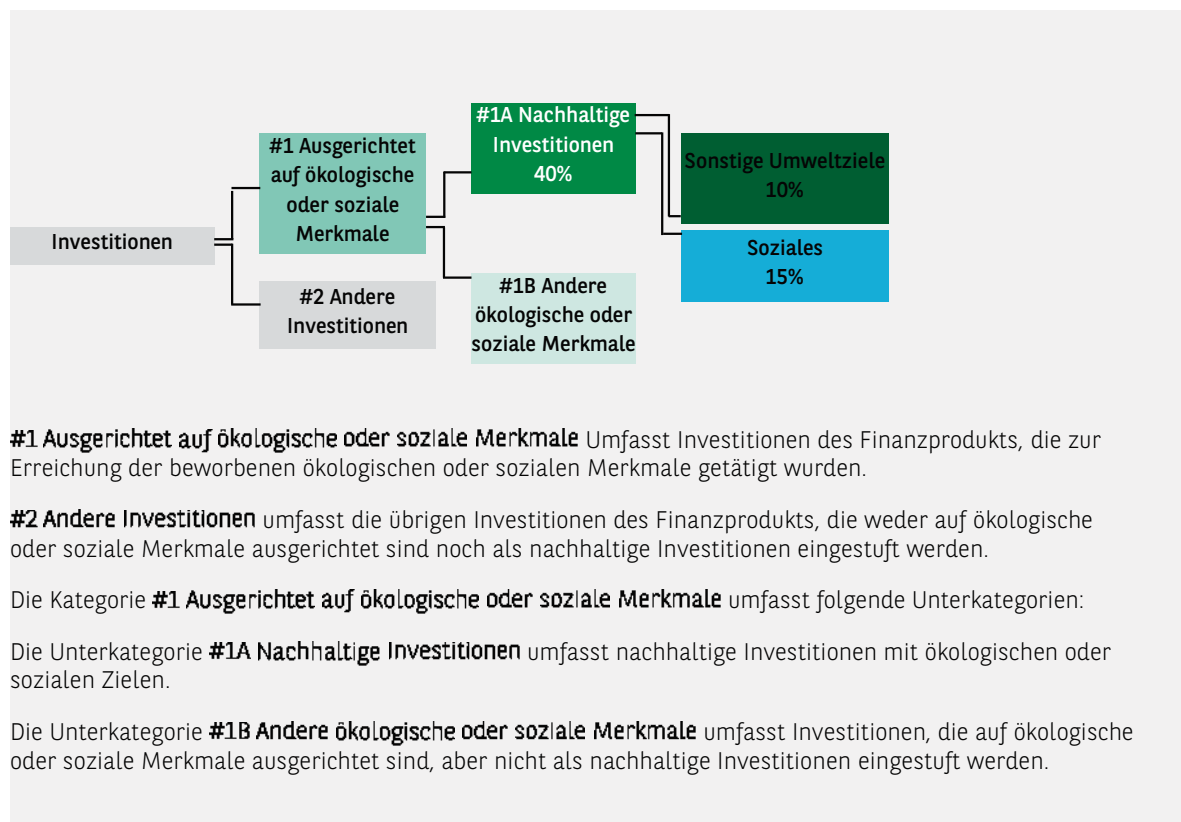 #1A Nachhaltige
Investitionen
40%
#1 Ausgerichtet
auf ökologische
oder soziale
Merkmale
Sonstige Umweltziele
10%
Investitionen
Soziales
15%
#2 Andere
Investitionen
#1B Andere
ökologische oder
soziale Merkmale
#1 Ausgerichtet auf ökologische oder soziale Merkmale Umfasst Investitionen des Finanzprodukts, die zur
Erreichung der beworbenen ökologischen oder sozialen Merkmale getätigt wurden.
#2 Andere Investitionen umfasst die übrigen Investitionen des Finanzprodukts, die weder auf ökologische
oder soziale Merkmale ausgerichtet sind noch als nachhaltige Investitionen eingestuft werden.
Die Kategorie #1 Ausgerichtet auf ökologische oder soziale Merkmale umfasst folgende Unterkategorien:
Die Unterkategorie #1A Nachhaltige Investitionen umfasst nachhaltige Investitionen mit ökologischen oder
sozialen Zielen.
Die Unterkategorie #1B Andere ökologische oder soziale Merkmale umfasst Investitionen, die auf ökologische
oder soziale Merkmale ausgerichtet sind, aber nicht als nachhaltige Investitionen eingestuft werden.